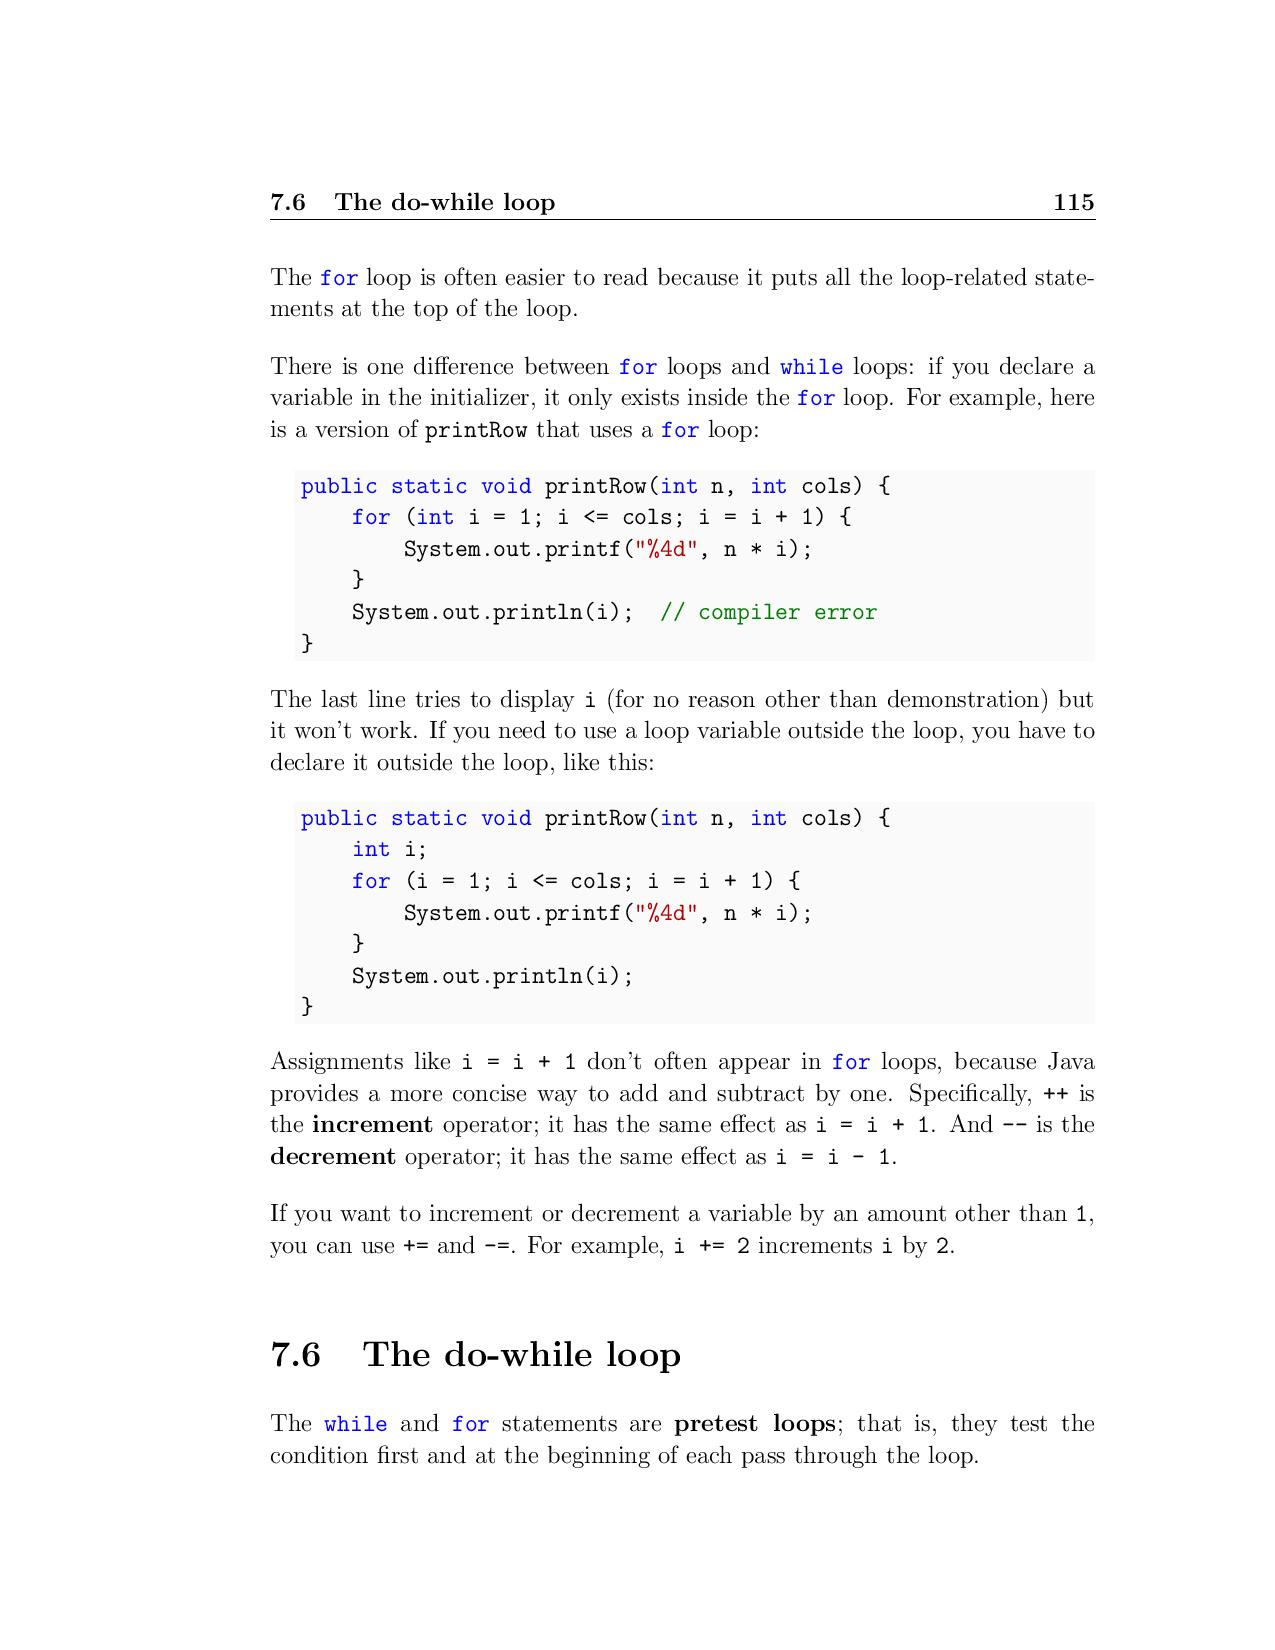 7.6 The do-while loop 115
The for loop is often easier to read because it puts all the loop-related state-
ments at the top of the loop.
There is one difference between for loops and while loops: if you declare a
variable in the initializer, it only exists inside the for loop. For example, here
is a version of printRow that uses a for loop:
public static void printRow(int n, int cols) {
    for (int i = 1; i <= cols; i = i + 1) {
        System.out.printf("%4d", n * i);
    }
    System.out.println(i);  // compiler error
}
The last line tries to display i (for no reason other than demonstration) but
it won't work. If you need to use a loop variable outside the loop, you have to
declare it outside the loop, like this:
public static void printRow(int n, int cols) {
    int i;
    for (i = 1; i <= cols; i = i + 1) {
        System.out.printf("%4d", n * i);
    }
    System.out.println(i);
}
Assignments like i = i + 1 don't often appear in for loops, because Java
provides a more concise way to add and subtract by one. Specifically, ++ is
the increment operator; it has the same effect as i = i + 1. And -- is the
decrement operator; it has the same effect as i = i - 1.
If you want to increment or decrement a variable by an amount other than 1,
you can use += and -=. For example, i += 2 increments i by 2.
7.6 The do-while loop
The while and for statements are pretest loops; that is, they test the
condition first and at the beginning of each pass through the loop.